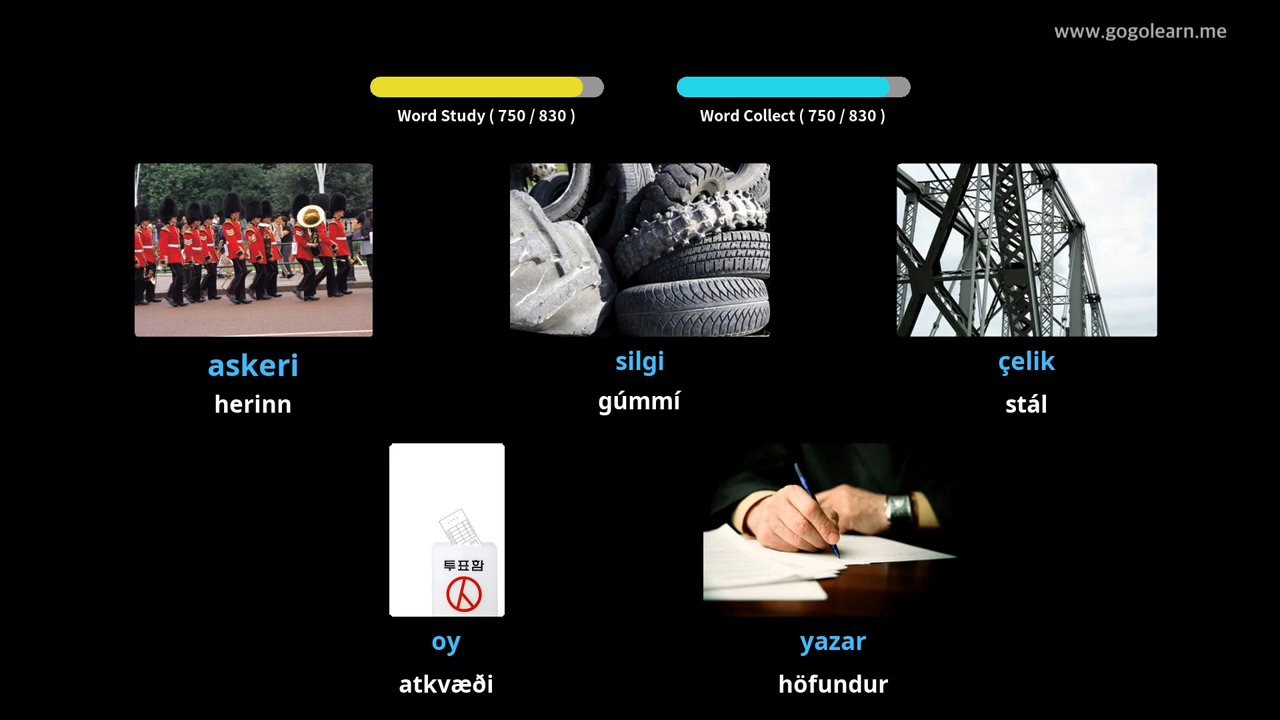 www.gogolearn.me
Word Study ( 750 / 830 )
Word Collect ( 750 / 830 )
askeri
herinn
silgi
gúmmí
çelik
stál
투표함
oy
atkvæði
yazar
höfundur